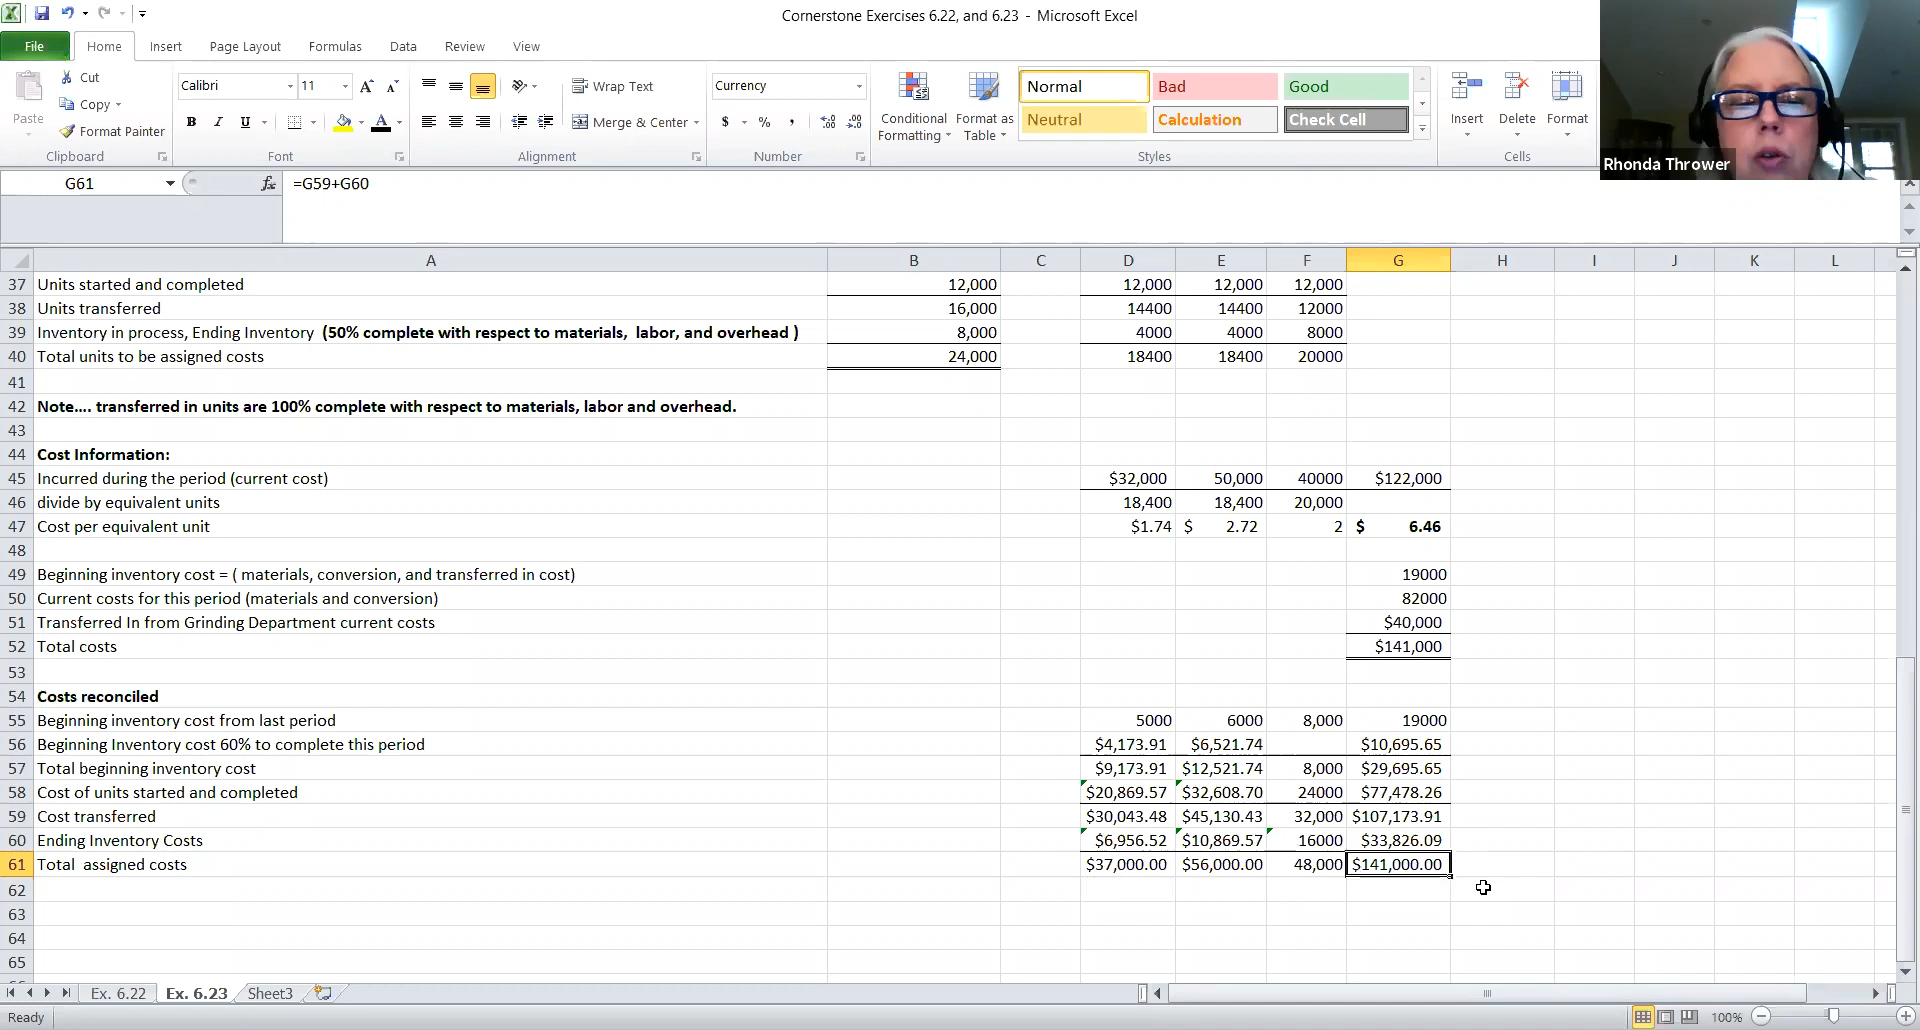 Cornerstone Exercises 6.22, and 6.23 - Microsoft Excel
File Home Insert Page Layout Formulas Data Review View
Cut
Copy
Paste
Format Painter
Clipboard
Calibri 11 A A
B I U A
Font
Wrap Text
Merge & Center
Alignment
Currency
$ % ,
Number
Conditional Formatting
Format as Table
Normal Bad Good
Neutral Calculation Check Cell
Styles
Insert Delete Format
Cells
Rhonda Thrower
G61 fx =G59+G60
A B C D E F G H I J K L
37 Units started and completed 12,000 12,000 12,000 12,000
38 Units transferred 16,000 14400 14400 12000
39 Inventory in process, Ending Inventory (50% complete with respect to materials, labor, and overhead ) 8,000 4000 4000 8000
40 Total units to be assigned costs 24,000 18400 18400 20000
41
42 Note.... transferred in units are 100% complete with respect to materials, labor and overhead.
43
44 Cost Information:
45 Incurred during the period (current cost) $32,000 50,000 40000 $122,000
46 divide by equivalent units 18,400 18,400 20,000
47 Cost per equivalent unit $1.74 $ 2.72 2 $ 6.46
48
49 Beginning inventory cost = ( materials, conversion, and transferred in cost) 19000
50 Current costs for this period (materials and conversion) 82000
51 Transferred In from Grinding Department current costs $40,000
52 Total costs $141,000
53
54 Costs reconciled
55 Beginning inventory cost from last period 5000 6000 8,000 19000
56 Beginning Inventory cost 60% to complete this period $4,173.91 $6,521.74 $10,695.65
57 Total beginning inventory cost $9,173.91 $12,521.74 8,000 $29,695.65
58 Cost of units started and completed $20,869.57 $32,608.70 24000 $77,478.26
59 Cost transferred $30,043.48 $45,130.43 32,000 $107,173.91
60 Ending Inventory Costs $6,956.52 $10,869.57 16000 $33,826.09
61 Total assigned costs $37,000.00 $56,000.00 48,000 $141,000.00
62
63
64
65
Ex. 6.22 Ex. 6.23 Sheet3
Ready 100%